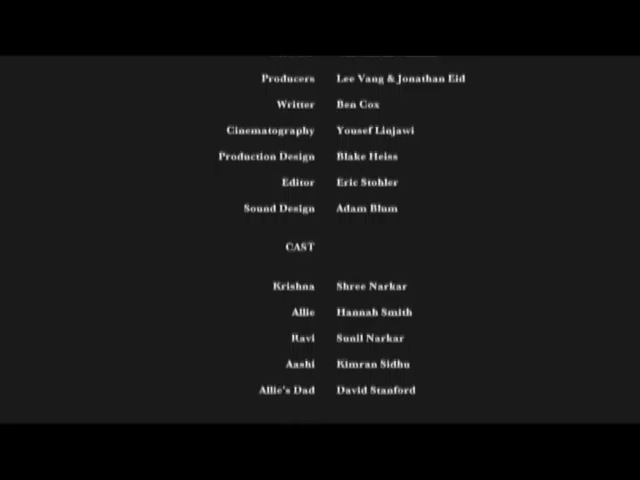 Producers Lee Vang & Jonathan Eid
Writter Ben Cox
Cinematography Yousef Linjawi
Production Design Blake Heiss
Editor Eric Stohler
Sound Design Adam Blum
CAST
Krishna Shree Narkar
Allie Hannah Smith
Ravi Sunil Narkar
Aashi Kimran Sidhu
Allie's Dad David Stanford